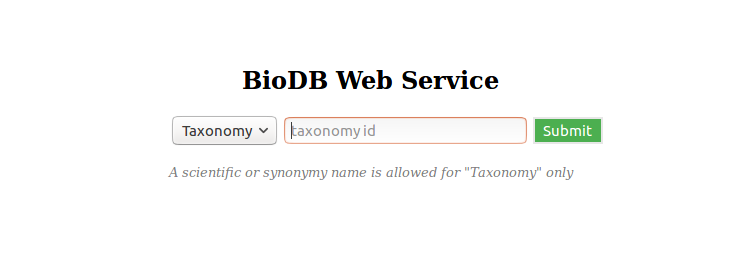 BioDB Web Service
Taxonomy taxonomy id Submit
A scientific or synonymy name is allowed for "Taxonomy" only